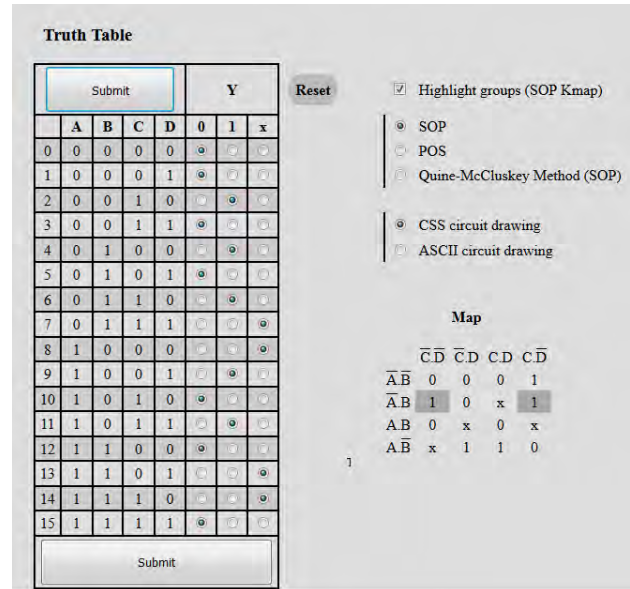 Truth Table
Submit Y Reset
A B C D 0 1 x
0 0 0 0 0
1 0 0 0 1
2 0 0 1 0
3 0 0 1 1
4 0 1 0 0
5 0 1 0 1
6 0 1 1 0
7 0 1 1 1
8 1 0 0 0
9 1 0 0 1
10 1 0 1 0
11 1 0 1 1
12 1 1 0 0
13 1 1 0 1
14 1 1 1 0
15 1 1 1 1
Submit
Highlight groups (SOP Kmap)
SOP
POS
Quine-McCluskey Method (SOP)
CSS circuit drawing
ASCII circuit drawing
Map
C̅.D̅ C̅.D C.D C.D̅
A̅.B̅ 0 0 0 1
A̅.B 1 0 x 1
A.B 0 x 0 x
A.B̅ x 1 1 0